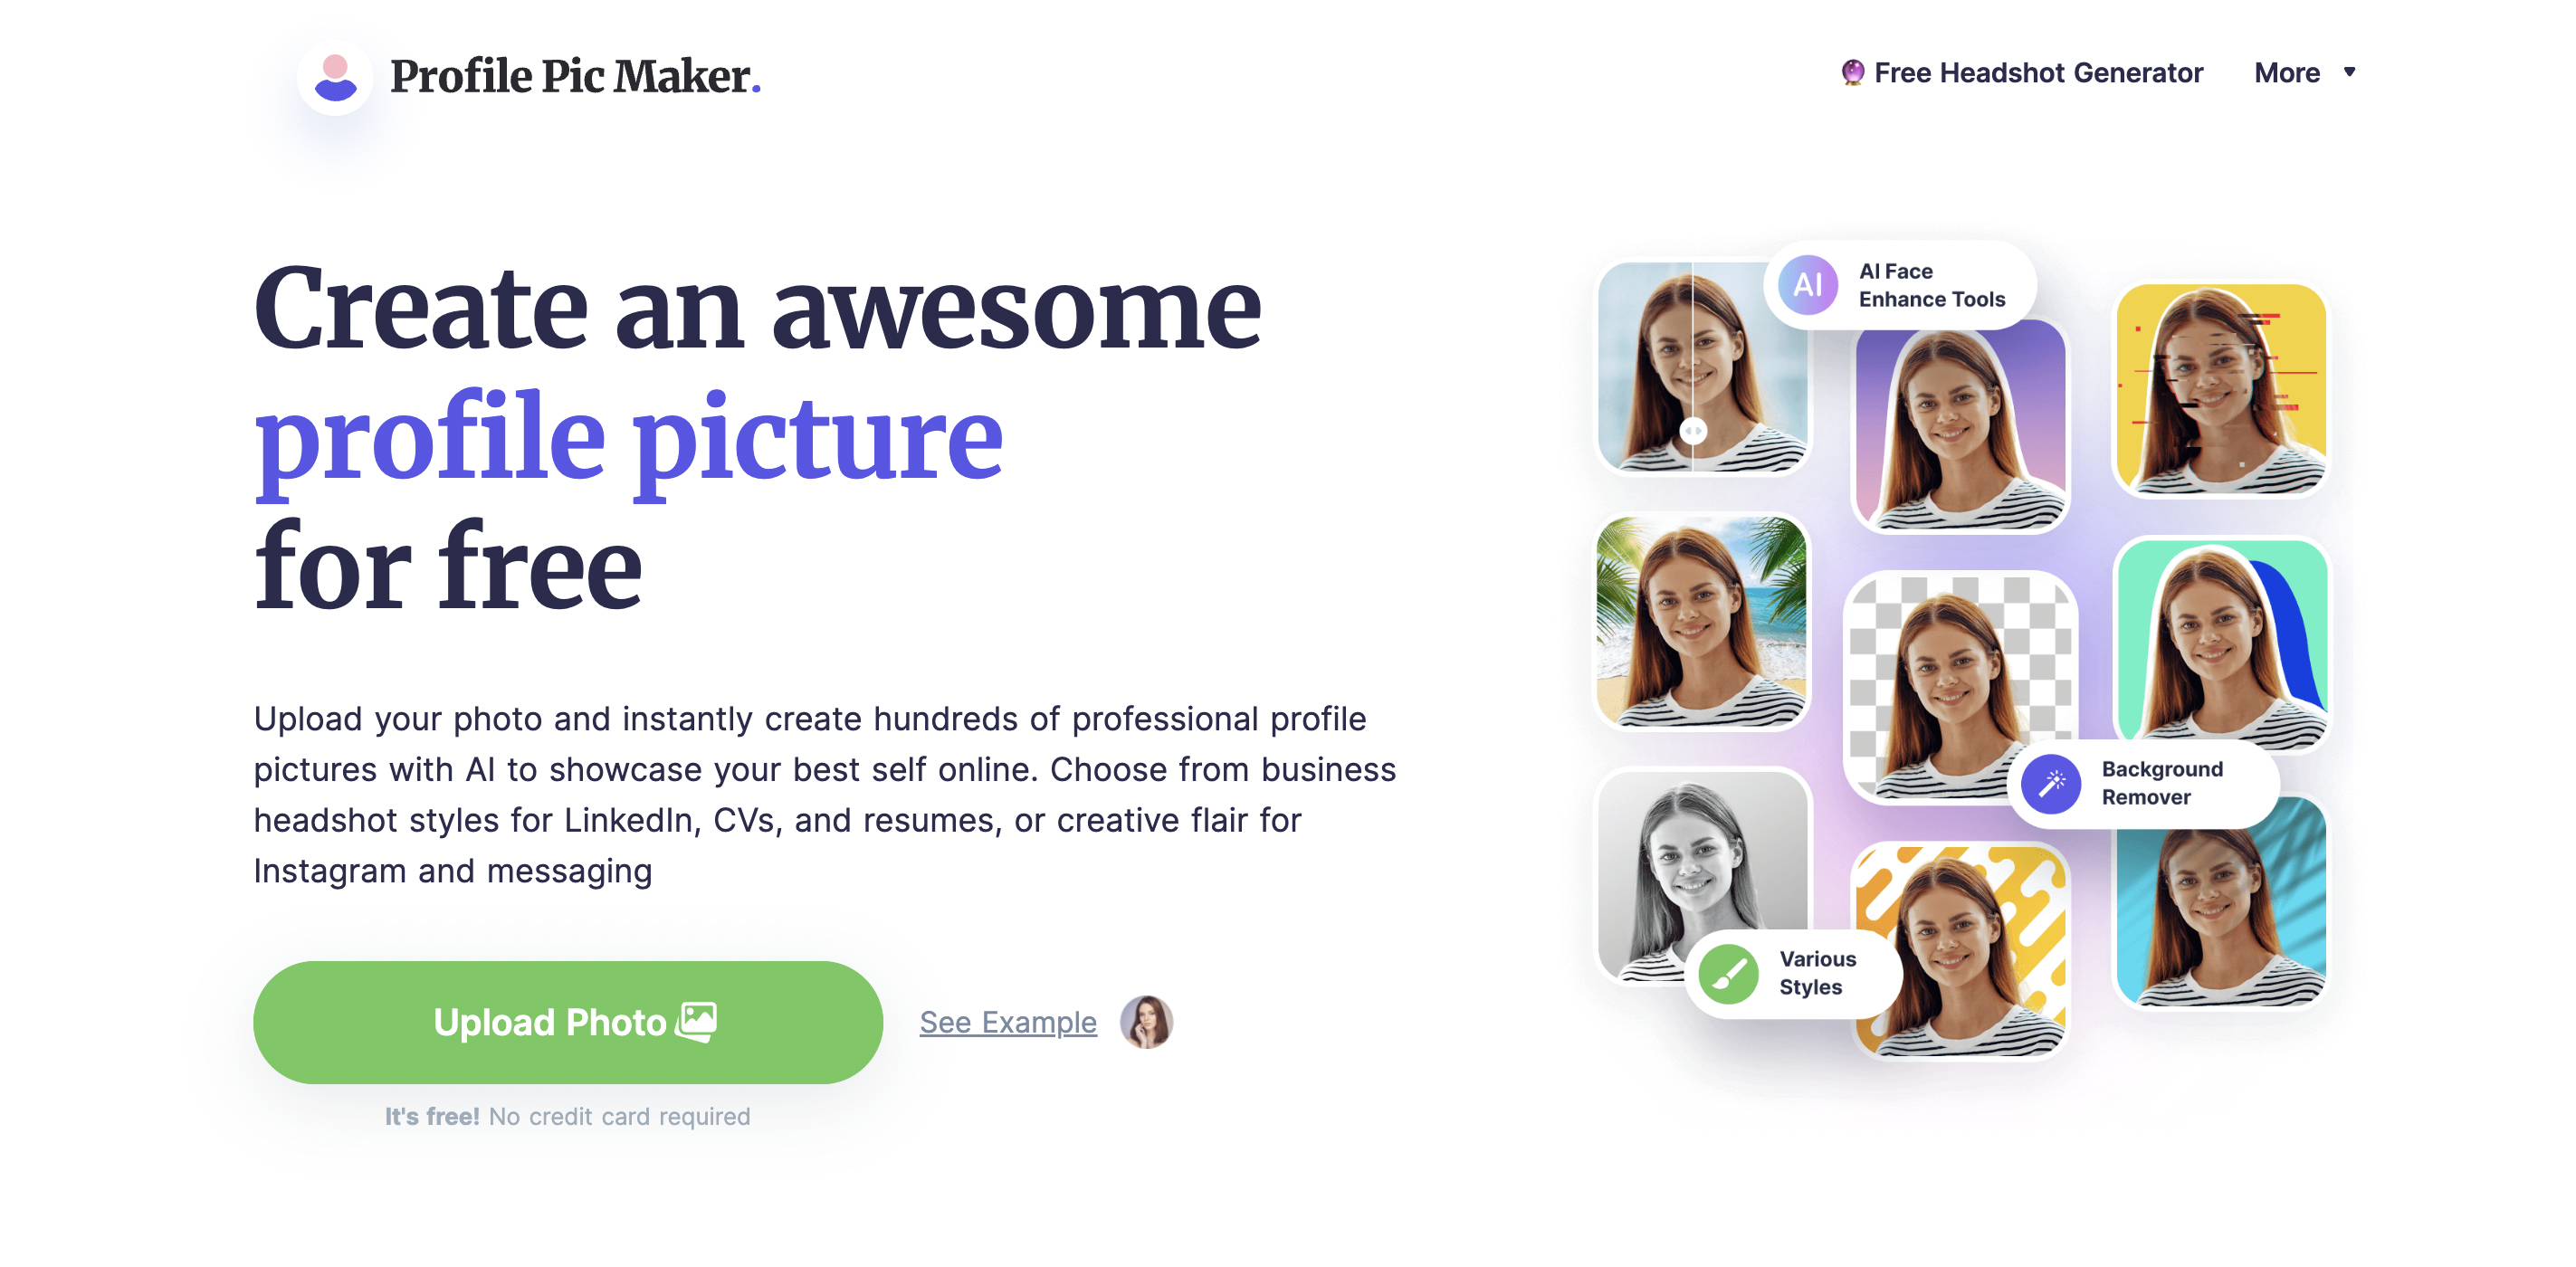 Profile Pic Maker.
🔮 Free Headshot Generator
More
Create an awesome
profile picture
for free
Upload your photo and instantly create hundreds of professional profile
pictures with AI to showcase your best self online. Choose from business
headshot styles for LinkedIn, CVs, and resumes, or creative flair for
Instagram and messaging
Upload Photo
See Example
It's free! No credit card required
AI
AI Face
Enhance Tools
Background
Remover
Various
Styles